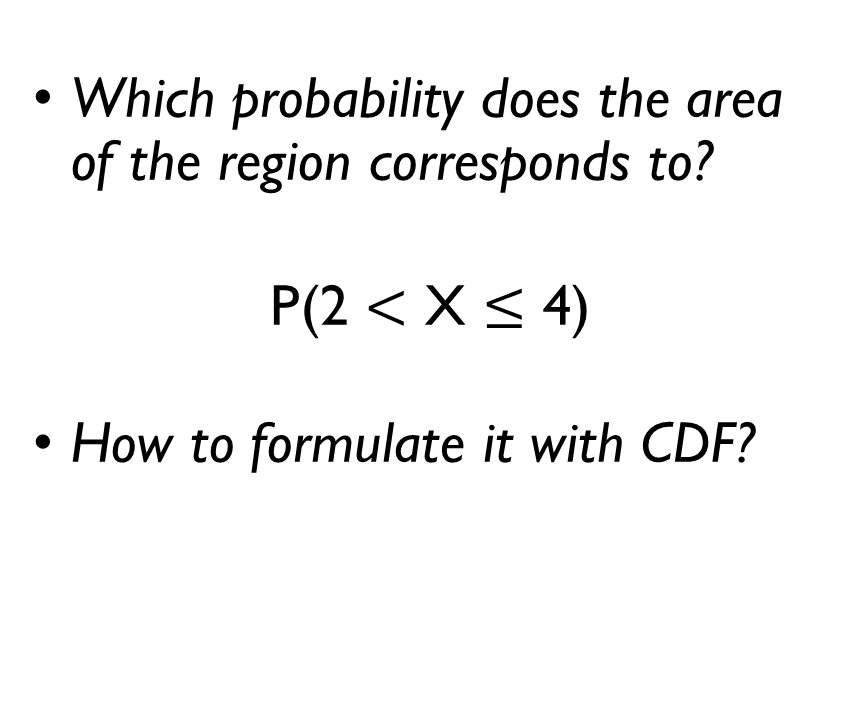 • Which probability does the area
of the region corresponds to?
P(2 < X ≤ 4)
• How to formulate it with CDF?